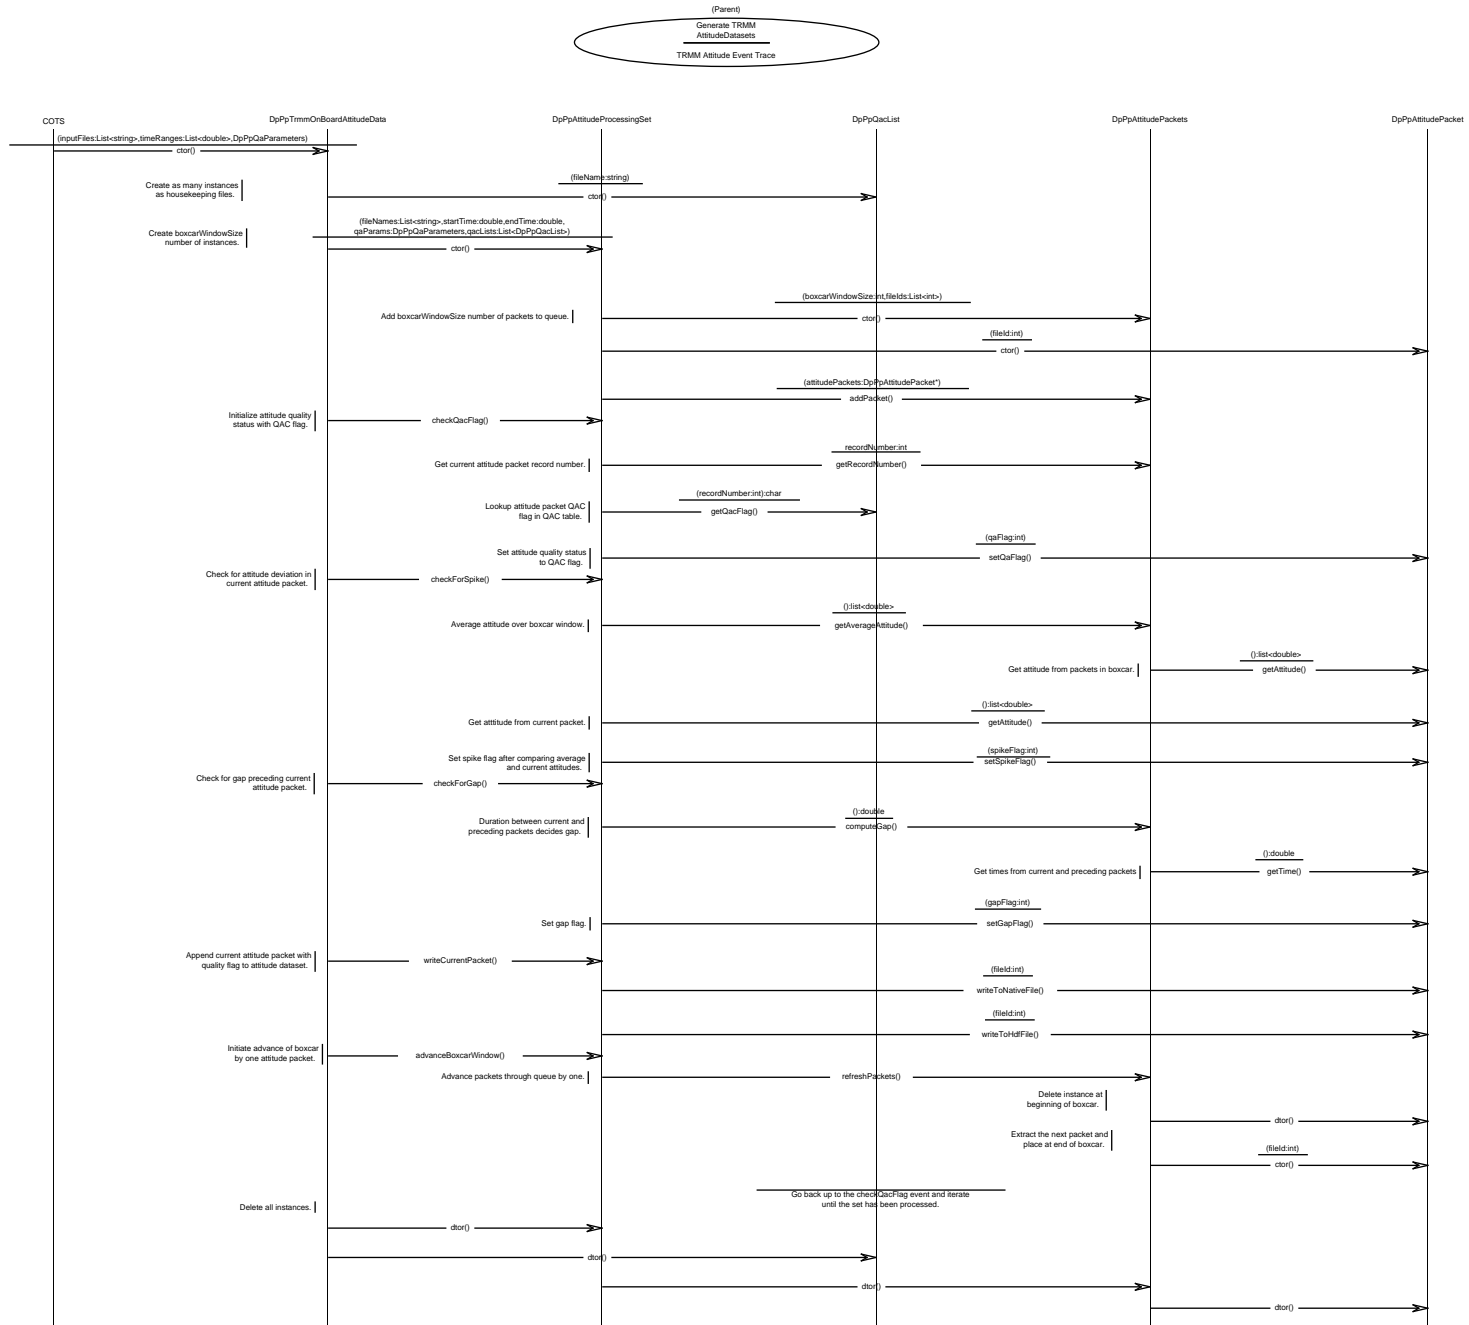 (Parent)
Generate TRMM
AttitudeDatasets
TRMM Attitude Event Trace
COTS
DpPpTrmmOnBoardAttitudeData
DpPpAttitudeProcessingSet
DpPpQacList
DpPpAttitudePackets
DpPpAttitudePacket
(inputFiles:List<string>,timeRanges:List<double>,DpPpQaParameters)
ctor()
Create as many instances
as housekeeping files.
(fileName:string)
ctor()
Create boxcarWindowSize
number of instances.
(fileNames:List<string>,startTime:double,endTime:double,
qaParams:DpPpQaParameters,qacLists:List<DpPpQacList>)
ctor()
Add boxcarWindowSize number of packets to queue.
(boxcarWindowSize:int,fileIds:List<int>)
ctor()
(fileId:int)
ctor()
(attitudePackets:DpPpAttitudePacket*)
addPacket()
Initialize attitude quality
status with QAC flag.
checkQacFlag()
Get current attitude packet record number.
recordNumber:int
getRecordNumber()
Lookup attitude packet QAC
flag in QAC table.
(recordNumber:int):char
getQacFlag()
Set attitude quality status
to QAC flag.
(qaFlag:int)
setQaFlag()
Check for attitude deviation in
current attitude packet.
checkForSpike()
Average attitude over boxcar window.
():list<double>
getAverageAttitude()
Get attitude from packets in boxcar.
():list<double>
getAttitude()
Get atttitude from current packet.
():list<double>
getAttitude()
Set spike flag after comparing average
and current attitudes.
(spikeFlag:int)
setSpikeFlag()
Check for gap preceding current
attitude packet.
checkForGap()
Duration between current and
preceding packets decides gap.
():double
computeGap()
Get times from current and preceding packets
():double
getTime()
Set gap flag.
(gapFlag:int)
setGapFlag()
Append current attitude packet with
quality flag to attitude dataset.
writeCurrentPacket()
(fileId:int)
writeToNativeFile()
(fileId:int)
writeToHdfFile()
Initiate advance of boxcar
by one attitude packet.
advanceBoxcarWindow()
Advance packets through queue by one.
refreshPackets()
Delete instance at
beginning of boxcar.
dtor()
Extract the next packet and
place at end of boxcar.
(fileId:int)
ctor()
Go back up to the checkQacFlag event and iterate
until the set has been processed.
Delete all instances.
dtor()
dtor()
dtor()
dtor()